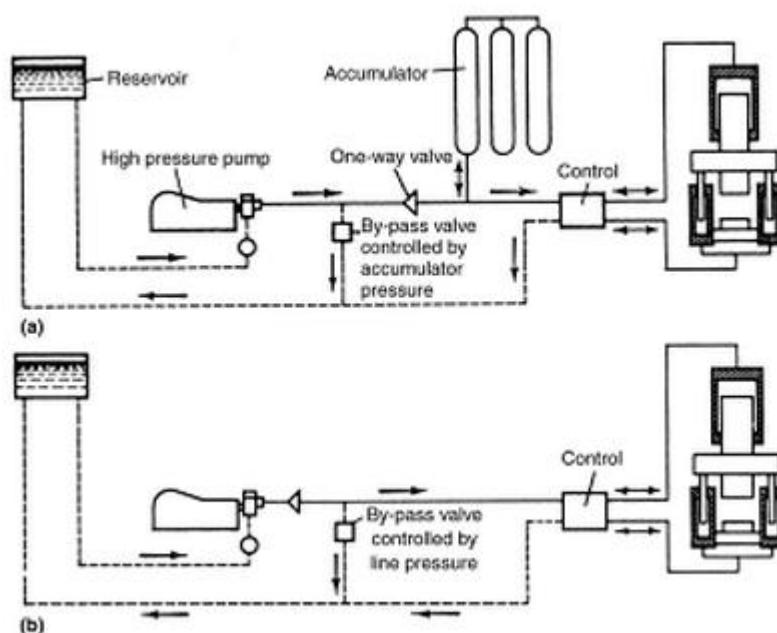 Reservoir
Accumulator
High pressure pump
One-way valve
Control
By-pass valve
controlled by
accumulator
pressure
(a)
Control
By-pass valve
controlled by
line pressure
(b)